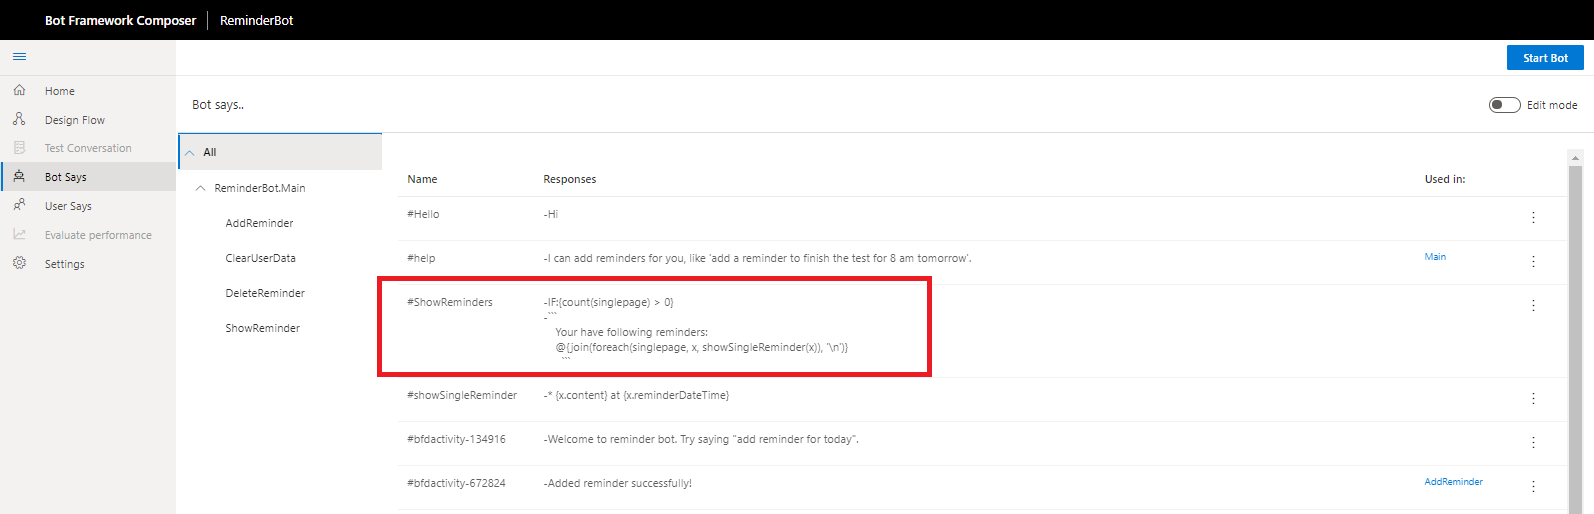 Bot Framework Composer | ReminderBot
Start Bot
Home
Design Flow
Test Conversation
Bot Says
User Says
Evaluate performance
Settings
Bot says..
Edit mode
All
ReminderBot.Main
AddReminder
ClearUserData
DeleteReminder
ShowReminder
Name Responses Used in:
#Hello -Hi
#help -I can add reminders for you, like 'add a reminder to finish the test for 8 am tomorrow'. Main
#ShowReminders -IF:{count(singlepage) > 0}
-```
Your have following reminders:
@{join(foreach(singlepage, x, showSingleReminder(x)), '\n')}
```
#showSingleReminder -* {x.content} at {x.reminderDateTime}
#bfdactivity-134916 -Welcome to reminder bot. Try saying "add reminder for today".
#bfdactivity-672824 -Added reminder successfully! AddReminder